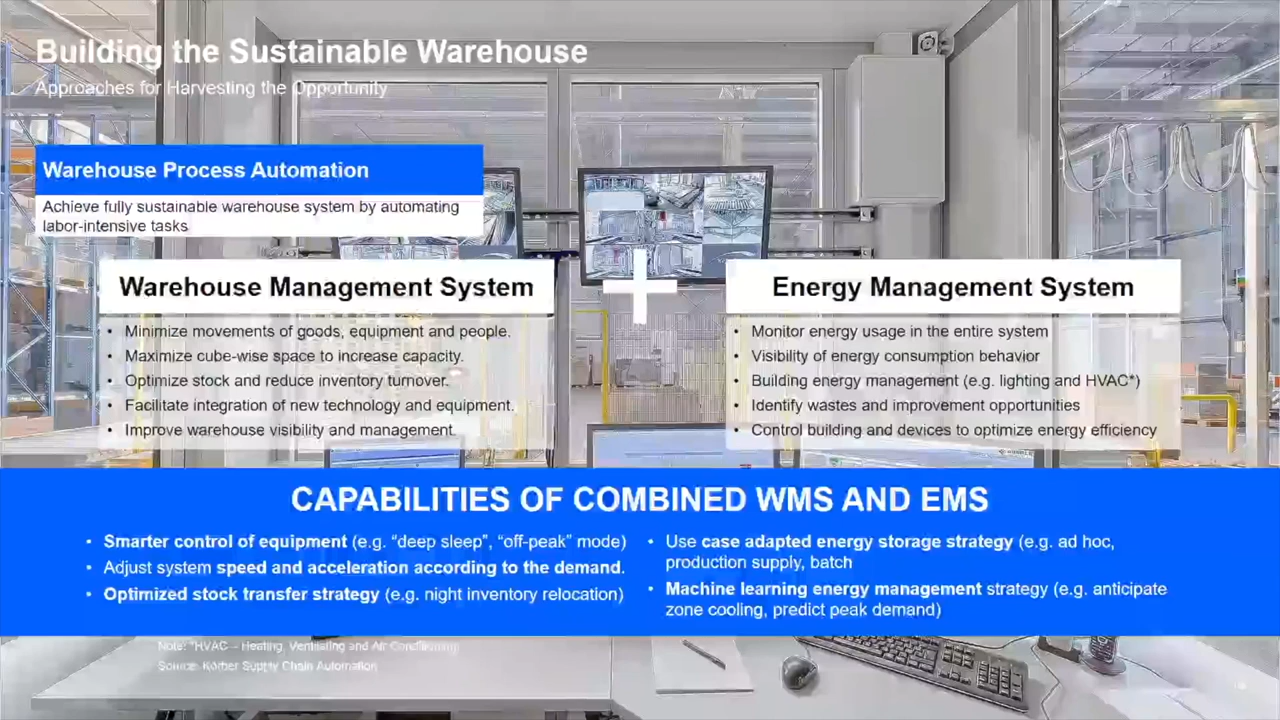 Building the Sustainable Warehouse
Approaches for Harvesting the Opportunity
Warehouse Process Automation
Achieve fully sustainable warehouse system by automating
labor-intensive tasks
Warehouse Management System
• Minimize movements of goods, equipment and people.
• Maximize cube-wise space to increase capacity.
• Optimize stock and reduce inventory turnover.
• Facilitate integration of new technology and equipment.
• Improve warehouse visibility and management.
+
Energy Management System
• Monitor energy usage in the entire system
• Visibility of energy consumption behavior
• Building energy management (e.g. lighting and HVAC*)
• Identify wastes and improvement opportunities
• Control building and devices to optimize energy efficiency
CAPABILITIES OF COMBINED WMS AND EMS
• Smarter control of equipment (e.g. “deep sleep”, “off-peak” mode)
• Adjust system speed and acceleration according to the demand.
• Optimized stock transfer strategy (e.g. night inventory relocation)
• Use case adapted energy storage strategy (e.g. ad hoc,
production supply, batch
• Machine learning energy management strategy (e.g. anticipate
zone cooling, predict peak demand)
Note: *HVAC – Heating, Ventilating and Air Conditioning
Source: Körber Supply Chain Automation